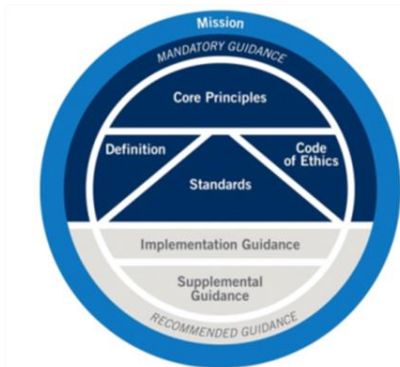 Mission
MANDATORY GUIDANCE
Core Principles
Definition
Code
of Ethics
Standards
Implementation Guidance
Supplemental
Guidance
RECOMMENDED GUIDANCE